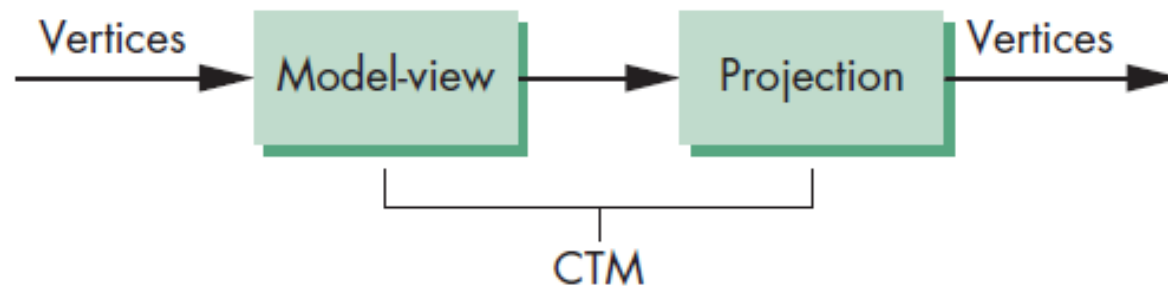 Vertices
Model-view
Projection
Vertices
CTM